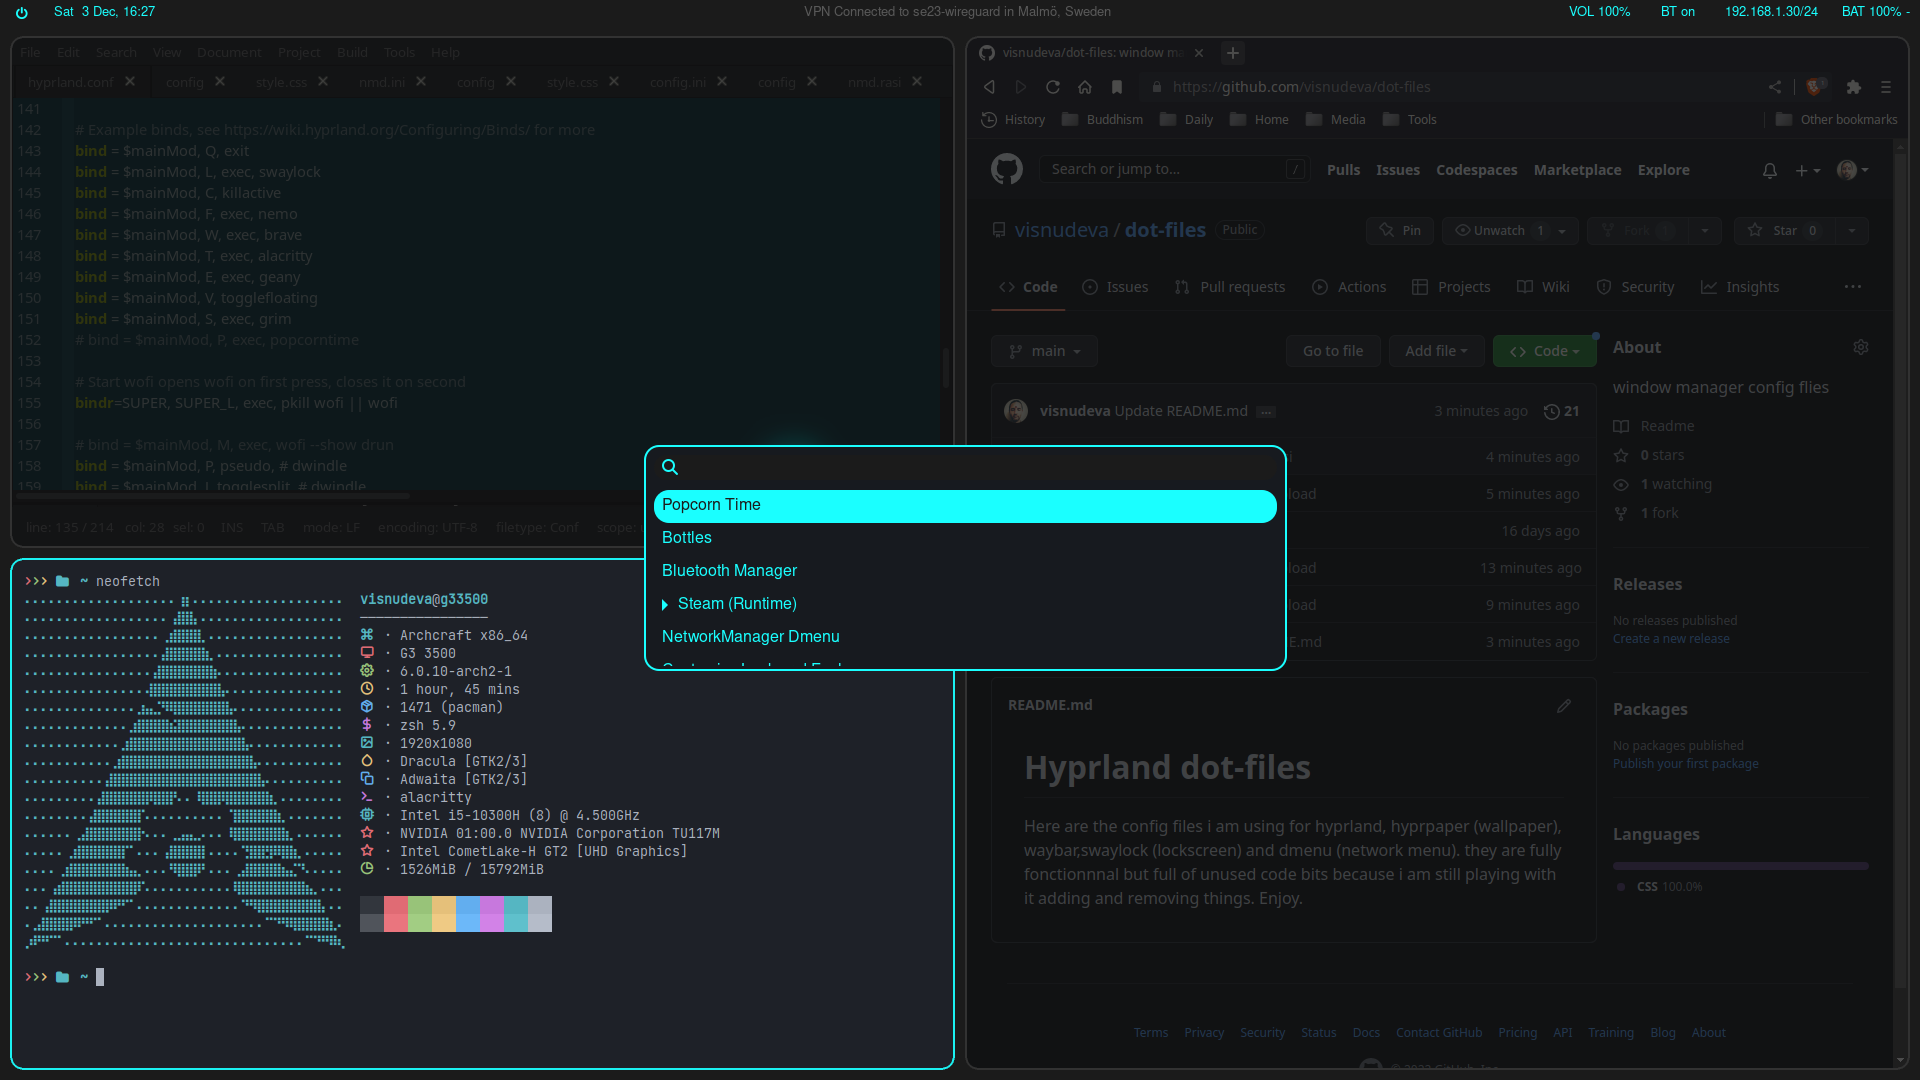 Sat 3 Dec, 16:27
VPN Connected to se23-wireguard in Malmö, Sweden
VOL 100% BT on 192.168.1.30/24 BAT 100% -
File Edit Search View Document Project Build Tools Help
hyprland.conf config style.css nmd.ini config style.css config.ini config nmd.rasi
141
142 # Example binds, see https://wiki.hyprland.org/Configuring/Binds/ for more
143 bind = $mainMod, Q, exit
144 bind = $mainMod, L, exec, swaylock
145 bind = $mainMod, C, killactive
146 bind = $mainMod, F, exec, nemo
147 bind = $mainMod, W, exec, brave
148 bind = $mainMod, T, exec, alacritty
149 bind = $mainMod, E, exec, geany
150 bind = $mainMod, V, togglefloating
151 bind = $mainMod, S, exec, grim
152 # bind = $mainMod, P, exec, popcorntime
153
154 # Start wofi opens wofi on first press, closes it on second
155 bindr=SUPER, SUPER_L, exec, pkill wofi || wofi
156
157 # bind = $mainMod, M, exec, wofi --show drun
158 bind = $mainMod, P, pseudo, # dwindle
159 bind = $mainMod, J, togglesplit, # dwindle
line: 135 / 214 col: 28 sel: 0 INS TAB mode: LF encoding: UTF-8 filetype: Conf scope:
Popcorn Time
Bottles
Bluetooth Manager
Steam (Runtime)
NetworkManager Dmenu
>>> ~ neofetch
visnudeva@g33500
· Archcraft x86_64
· G3 3500
· 6.0.10-arch2-1
· 1 hour, 45 mins
· 1471 (pacman)
$ · zsh 5.9
· 1920x1080
· Dracula [GTK2/3]
· Adwaita [GTK2/3]
· alacritty
· Intel i5-10300H (8) @ 4.500GHz
· NVIDIA 01:00.0 NVIDIA Corporation TU117M
· Intel CometLake-H GT2 [UHD Graphics]
· 1526MiB / 15792MiB
>>> ~
visnudeva/dot-files: window ma
https://github.com/visnudeva/dot-files
History Buddhism Daily Home Media Tools Other bookmarks
Search or jump to... / Pulls Issues Codespaces Marketplace Explore
visnudeva / dot-files Public Pin Unwatch 1 Fork 1 Star 0
Code Issues Pull requests Actions Projects Wiki Security Insights
main Go to file Add file Code
visnudeva Update README.md ... 3 minutes ago 21
4 minutes ago
load 5 minutes ago
16 days ago
load 13 minutes ago
load 9 minutes ago
E.md 3 minutes ago
About
window manager config flies
Readme
0 stars
1 watching
1 fork
Releases
No releases published
Create a new release
Packages
No packages published
Publish your first package
Languages
CSS 100.0%
README.md
Hyprland dot-files
Here are the config files i am using for hyprland, hyprpaper (wallpaper),
waybar,swaylock (lockscreen) and dmenu (network menu). they are fully
fonctionnnal but full of unused code bits because i am still playing with
it adding and removing things. Enjoy.
Terms Privacy Security Status Docs Contact GitHub Pricing API Training Blog About
© 2022 GitHub, Inc.